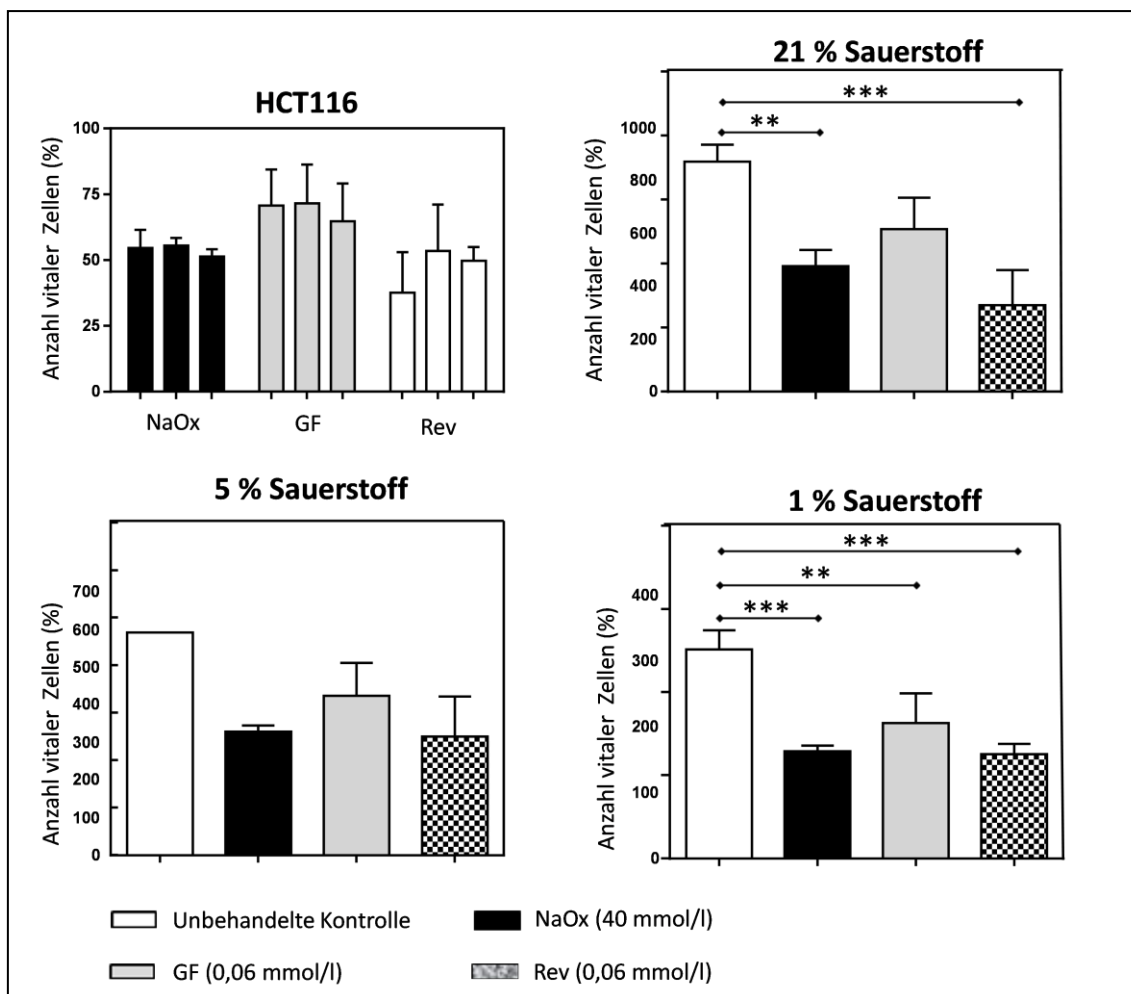 HCT116
Anzahl vitaler Zellen (%)
100
75
50
25
0
NaOx GF Rev
21 % Sauerstoff
Anzahl vitaler Zellen (%)
1000
800
600
400
200
0
***
**
5 % Sauerstoff
Anzahl vitaler Zellen (%)
700
600
500
400
300
200
100
0
1 % Sauerstoff
Anzahl vitaler Zellen (%)
400
300
200
100
0
***
**
***
Unbehandelte Kontrolle
NaOx (40 mmol/l)
GF (0,06 mmol/l)
Rev (0,06 mmol/l)